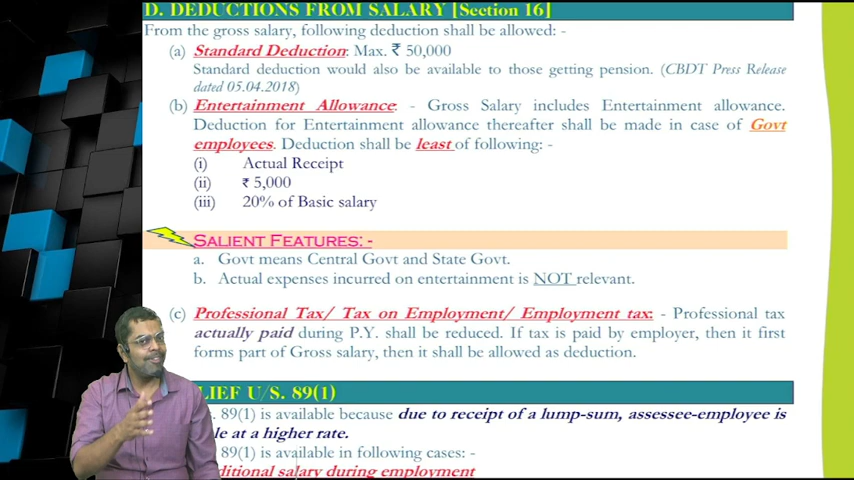 D. DEDUCTIONS FROM SALARY [Section 16]
From the gross salary, following deduction shall be allowed: -
(a) Standard Deduction: Max. ₹ 50,000
Standard deduction would also be available to those getting pension. (CBDT Press Release
dated 05.04.2018)
(b) Entertainment Allowance: - Gross Salary includes Entertainment allowance.
Deduction for Entertainment allowance thereafter shall be made in case of Govt
employees. Deduction shall be least of following: -
(i) Actual Receipt
(ii) ₹ 5,000
(iii) 20% of Basic salary
SALIENT FEATURES: -
a. Govt means Central Govt and State Govt.
b. Actual expenses incurred on entertainment is NOT relevant.
(c) Professional Tax/ Tax on Employment/ Employment tax: - Professional tax
actually paid during P.Y. shall be reduced. If tax is paid by employer, then it first
forms part of Gross salary, then it shall be allowed as deduction.
LIEF U/S. 89(1)
s. 89(1) is available because due to receipt of a lump-sum, assessee-employee is
le at a higher rate.
89(1) is available in following cases: -
ditional salary during employment